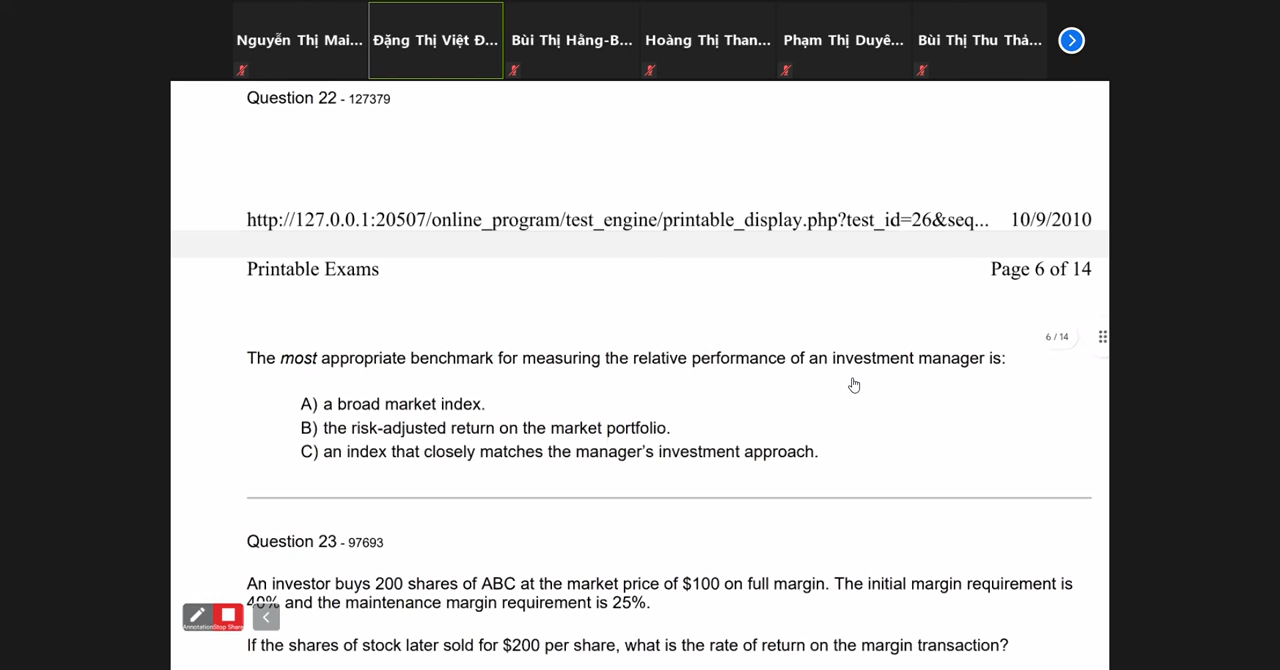 Nguyễn Thị Mai... Đặng Thị Việt Đ... Bùi Thị Hằng-B... Hoàng Thị Than... Phạm Thị Duyê... Bùi Thị Thu Thả...
Question 22 - 127379
http://127.0.0.1:20507/online_program/test_engine/printable_display.php?test_id=26&seq... 10/9/2010
Printable Exams Page 6 of 14
6 / 14
The most appropriate benchmark for measuring the relative performance of an investment manager is:
A) a broad market index.
B) the risk-adjusted return on the market portfolio.
C) an index that closely matches the manager's investment approach.
Question 23 - 97693
An investor buys 200 shares of ABC at the market price of $100 on full margin. The initial margin requirement is
40% and the maintenance margin requirement is 25%.
Annotation Stop Share
If the shares of stock later sold for $200 per share, what is the rate of return on the margin transaction?